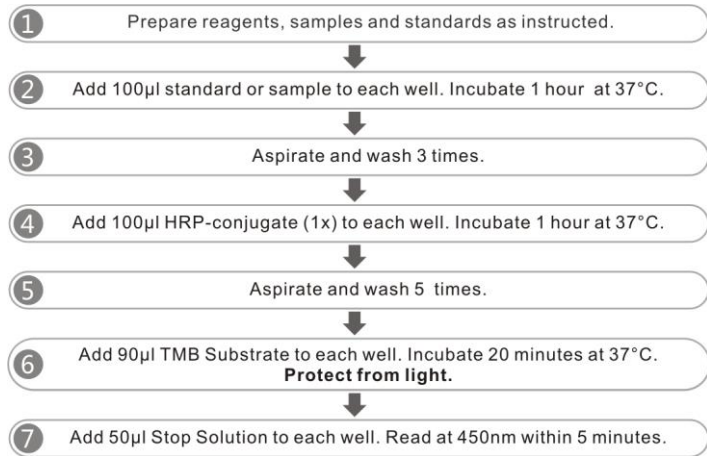 1 Prepare reagents, samples and standards as instructed.
2 Add 100μl standard or sample to each well. Incubate 1 hour at 37°C.
3 Aspirate and wash 3 times.
4 Add 100μl HRP-conjugate (1x) to each well. Incubate 1 hour at 37°C.
5 Aspirate and wash 5 times.
6 Add 90μl TMB Substrate to each well. Incubate 20 minutes at 37°C.
Protect from light.
7 Add 50μl Stop Solution to each well. Read at 450nm within 5 minutes.